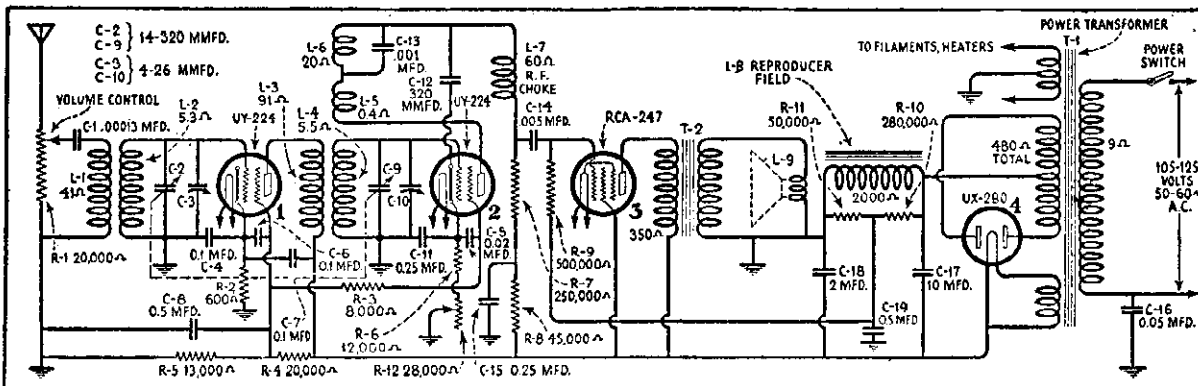 C-2
C-9
14-320 MMFD.
C-3
C-10
4-26 MMFD.
VOLUME CONTROL
C-1 .00013 MFD.
L-1
41Ω
L-2
5.3Ω
L-3
91Ω
UY-224
C-2
C-3
1
L-4
5.5Ω
L-6
20Ω
C-13
.001
MFD.
C-12
320
MMFD.
UY-224
L-5
0.4Ω
C-9
C-10
2
L-7
60Ω
R.F.
CHOKE
C-14
.005 MFD.
RCA-247
3
T-2
350Ω
L-9
L-8 REPRODUCER
FIELD
R-11
50,000Ω
R-10
280,000Ω
2000Ω
TO FILAMENTS, HEATERS
POWER TRANSFORMER
T-1
POWER
SWITCH
480Ω
TOTAL
9Ω
105-125
VOLTS
50-60~
A.C.
UX-280
4
R-1 20,000Ω
0.1 MFD.
C-4
R-2
600Ω
C-6
0.1 MFD.
C-7
0.1 MFD
C-8
0.5 MFD.
R-5 13,000Ω
R-4 20,000Ω
R-3
8,000Ω
C-11
0.25 MFD.
C-5
0.02
MFD.
R-6
12,000Ω
R-12 28,000Ω
C-15 0.25 MFD.
R-9
500,000Ω
R-7
250,000Ω
R-8 45,000Ω
C-18
2 MFD.
C-19
0.5 MFD
C-17
10 MFD.
C-16
0.05 MFD.